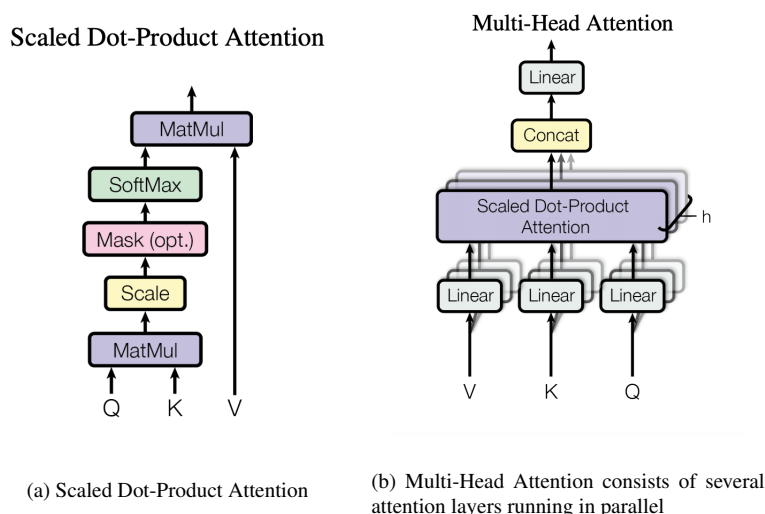 Scaled Dot-Product Attention
MatMul
SoftMax
Mask (opt.)
Scale
MatMul
Q K V
(a) Scaled Dot-Product Attention
Multi-Head Attention
Linear
Concat
Scaled Dot-Product
Attention
h
Linear Linear Linear
V K Q
(b) Multi-Head Attention consists of several
attention layers running in parallel